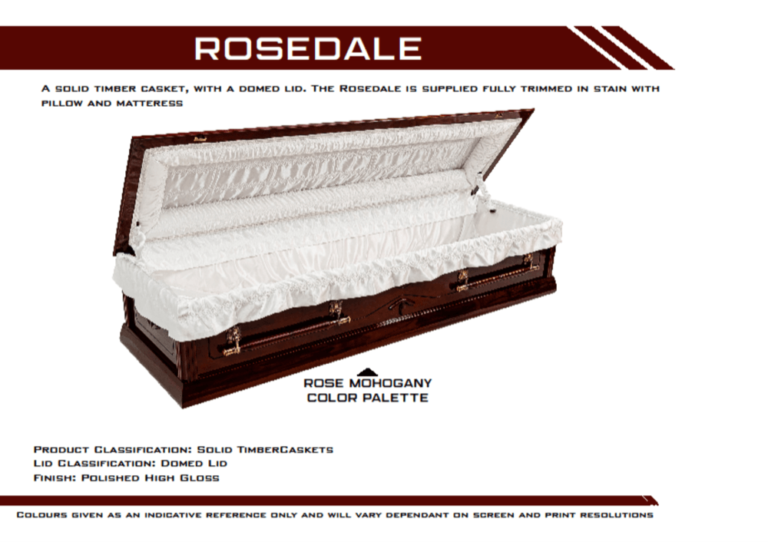 ROSEDALE
A SOLID TIMBER CASKET, WITH A DOMED LID. THE ROSEDALE IS SUPPLIED FULLY TRIMMED IN STAIN WITH
PILLOW AND MATTERESS
ROSE MOHOGANY
COLOR PALETTE
PRODUCT CLASSIFICATION: SOLID TIMBERCASKETS
LID CLASSIFICATION: DOMED LID
FINISH: POLISHED HIGH GLOSS
COLOURS GIVEN AS AN INDICATIVE REFERENCE ONLY AND WILL VARY DEPENDANT ON SCREEN AND PRINT RESOLUTIONS